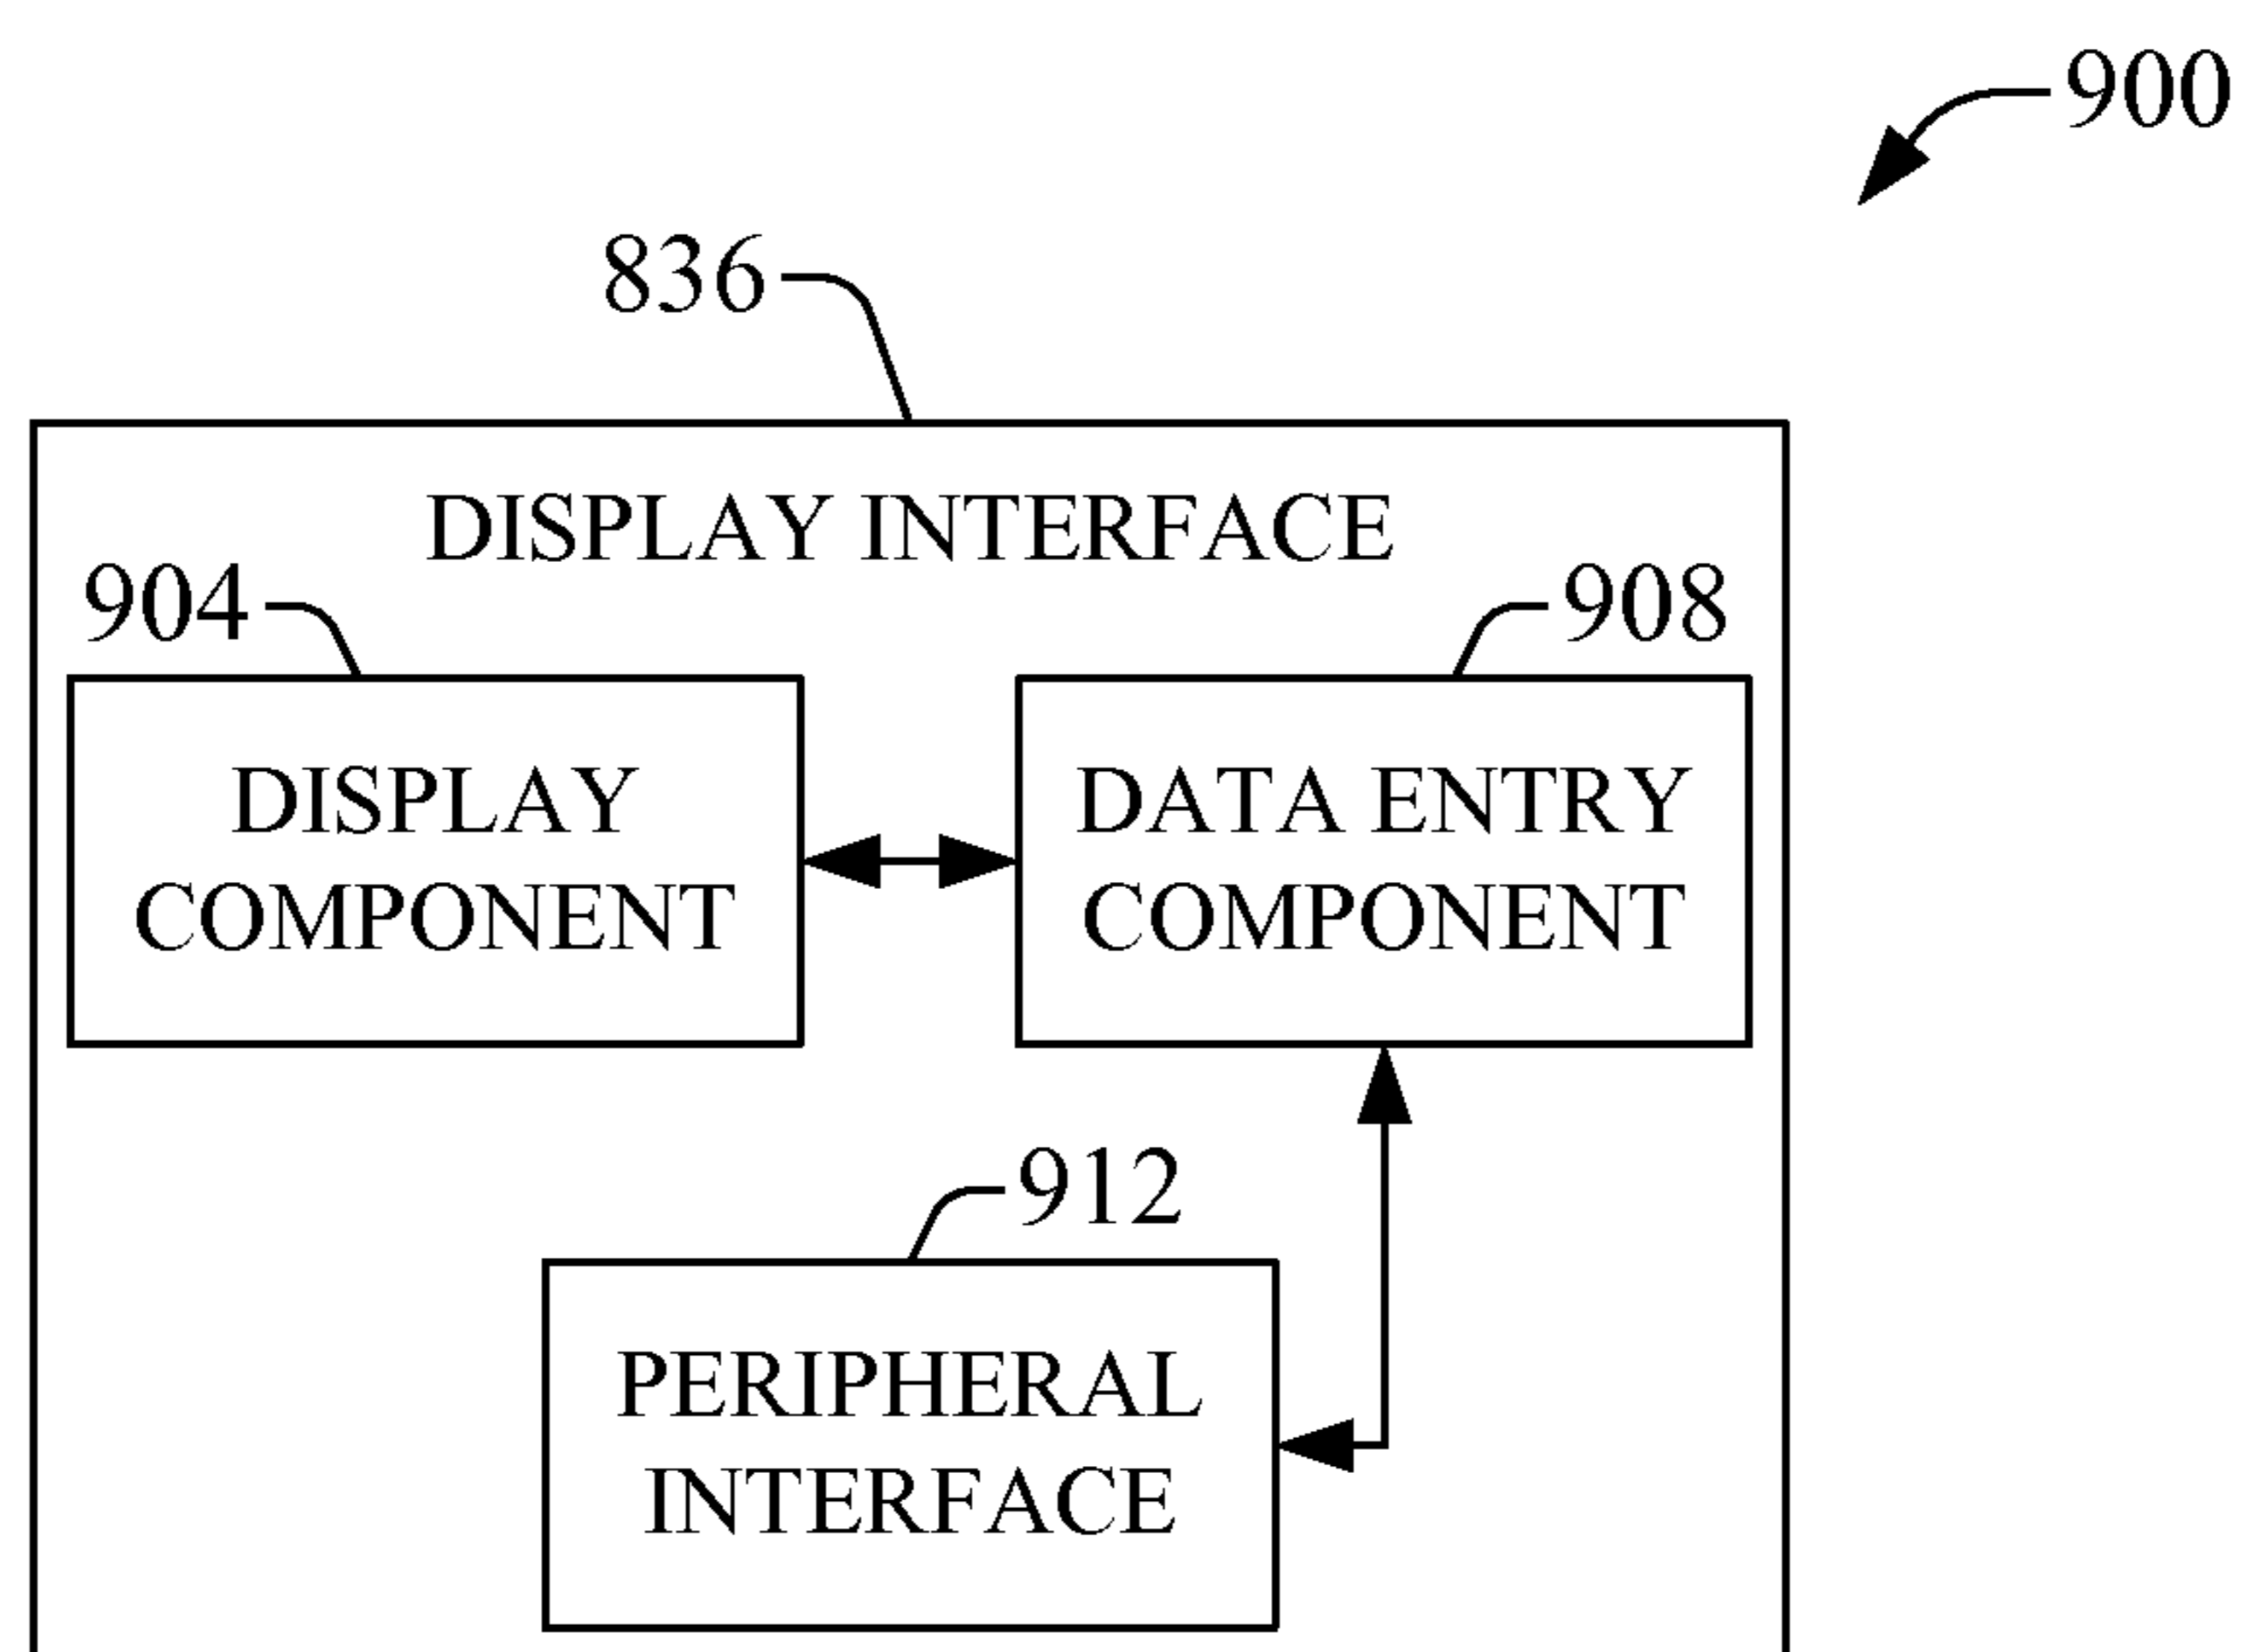 900
836
DISPLAY INTERFACE
904
908
DISPLAY
COMPONENT
DATA ENTRY
COMPONENT
912
PERIPHERAL
INTERFACE